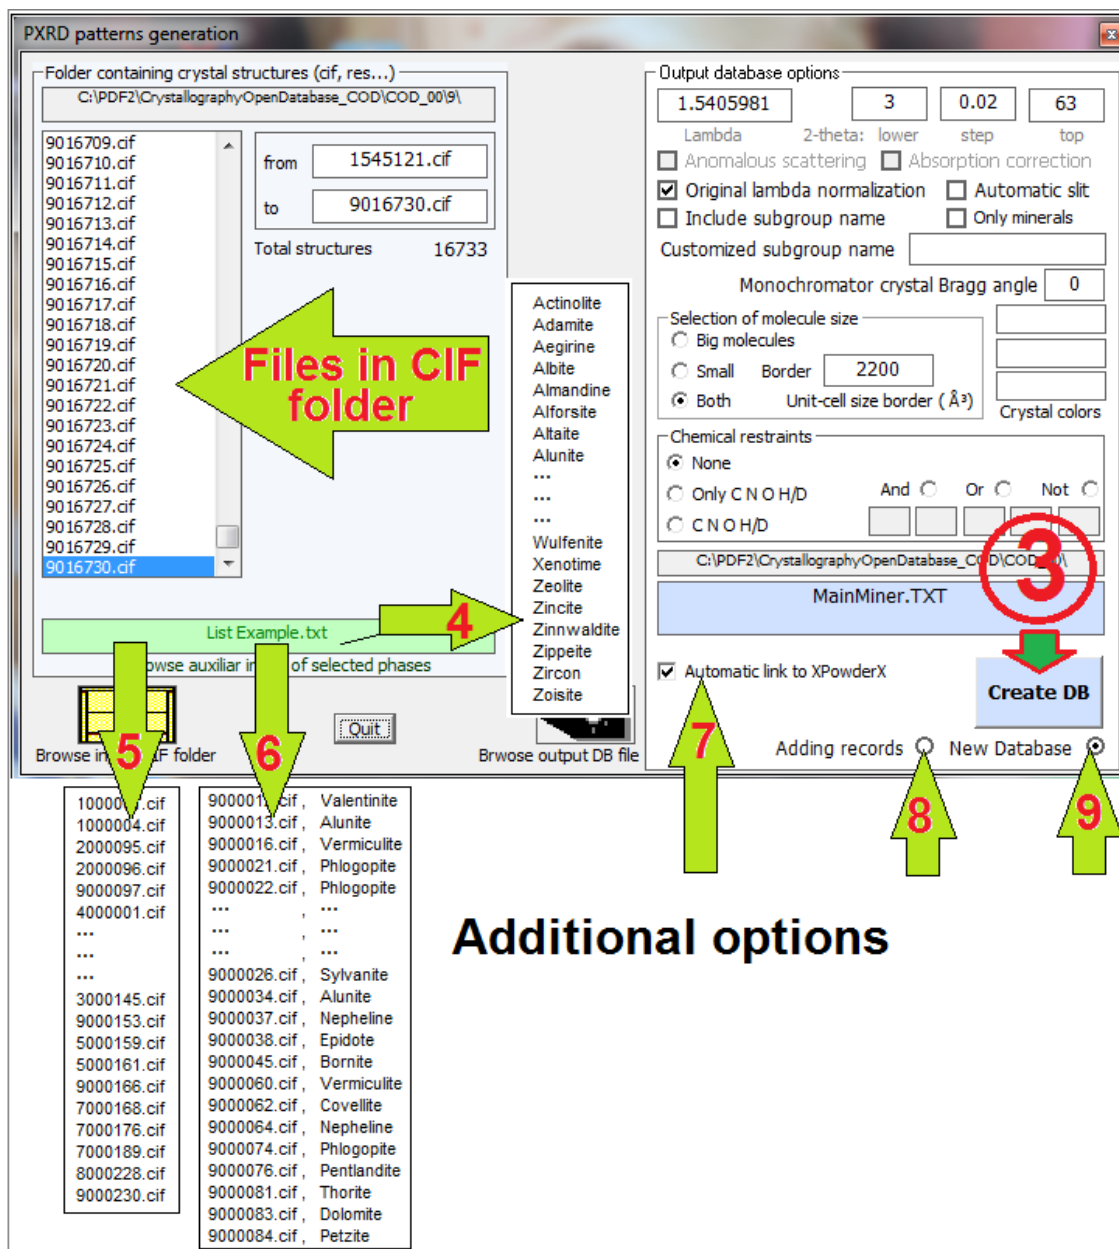 PXRD patterns generation
Folder containing crystal structures (cif, res...)
C:\PDF2\CrystallographyOpenDatabase_COD\COD_00\9\
9016709.cif
9016710.cif
9016711.cif
9016712.cif
9016713.cif
9016714.cif
9016715.cif
9016716.cif
9016717.cif
9016718.cif
9016719.cif
9016720.cif
9016721.cif
9016722.cif
9016723.cif
9016724.cif
9016725.cif
9016726.cif
9016727.cif
9016728.cif
9016729.cif
9016730.cif
from 1545121.cif
to 9016730.cif
Total structures 16733
Files in CIF
folder
List Example.txt
auxiliar of selected phases
Browse in CIF folder
Quit
Brwose output DB file
4
Actinolite
Adamite
Aegirine
Albite
Almandine
Alforsite
Altaite
Alunite
...
...
...
Wulfenite
Xenotime
Zeolite
Zincite
Zinnwaldite
Zippeite
Zircon
Zoisite
Output database options
1.5405981 3 0.02 63
Lambda 2-theta: lower step top
Anomalous scattering Absorption correction
Original lambda normalization Automatic slit
Include subgroup name Only minerals
Customized subgroup name
Monochromator crystal Bragg angle 0
Selection of molecule size
Big molecules
Small Border 2200
Both Unit-cell size border ( Å³)
Crystal colors
Chemical restraints
None
Only C N O H/D And Or Not
C N O H/D
C:\PDF2\CrystallographyOpenDatabase_COD\COD_00\
3
MainMiner.TXT
Automatic link to XPowderX
Create DB
Adding records New Database
5
6
7
8
9
1000004.cif
2000095.cif
2000096.cif
9000097.cif
4000001.cif
...
...
...
3000145.cif
9000153.cif
5000159.cif
5000161.cif
9000166.cif
7000168.cif
7000176.cif
7000189.cif
8000228.cif
9000230.cif
Valentinite
9000013.cif , Alunite
9000016.cif , Vermiculite
9000021.cif , Phlogopite
9000022.cif , Phlogopite
... , ...
... , ...
... , ...
9000026.cif , Sylvanite
9000034.cif , Alunite
9000037.cif , Nepheline
9000038.cif , Epidote
9000045.cif , Bornite
9000060.cif , Vermiculite
9000062.cif , Covellite
9000064.cif , Nepheline
9000074.cif , Phlogopite
9000076.cif , Pentlandite
9000081.cif , Thorite
9000083.cif , Dolomite
9000084.cif , Petzite
Additional options